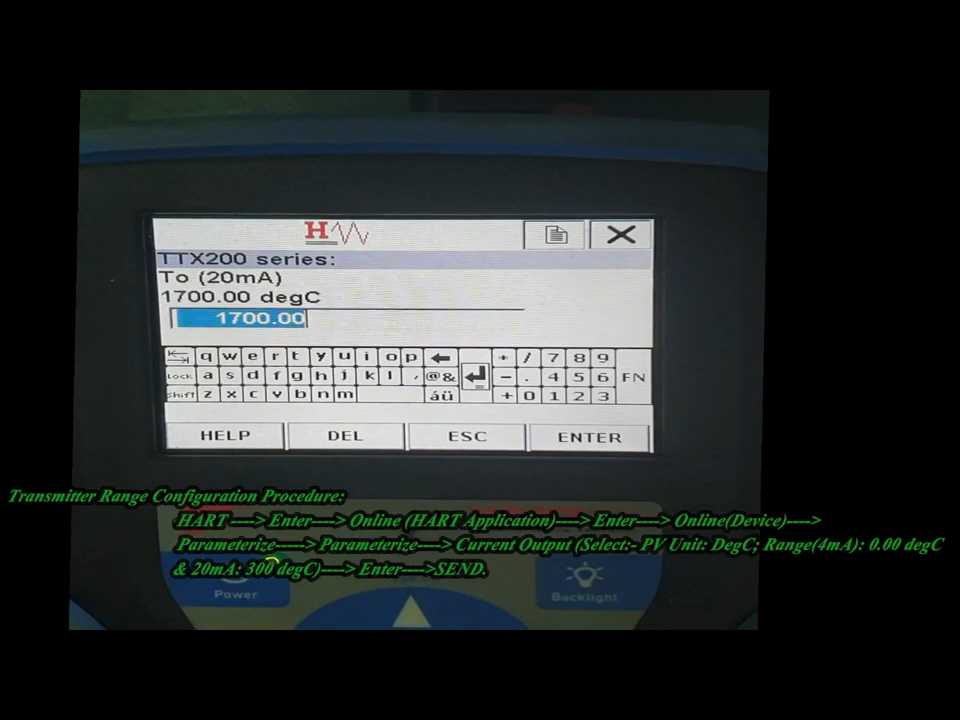 H
TTX200 series:
To (20mA)
1700.00 degC
1700.00
q w e r t y u i o p * / 7 8 9
Lock a s d f g h j k l , @& - . 4 5 6 FN
Shift z x c v b n m áü + 0 1 2 3
HELP DEL ESC ENTER
Transmitter Range Configuration Procedure:
HART ----> Enter----> Online (HART Application)----> Enter----> Online(Device)---->
Parameterize-----> Parameterize----> Current Output (Select:- PV Unit: DegC; Range(4mA): 0.00 degC
& 20mA: 300 degC)----> Enter---->SEND.
Power
Backlight